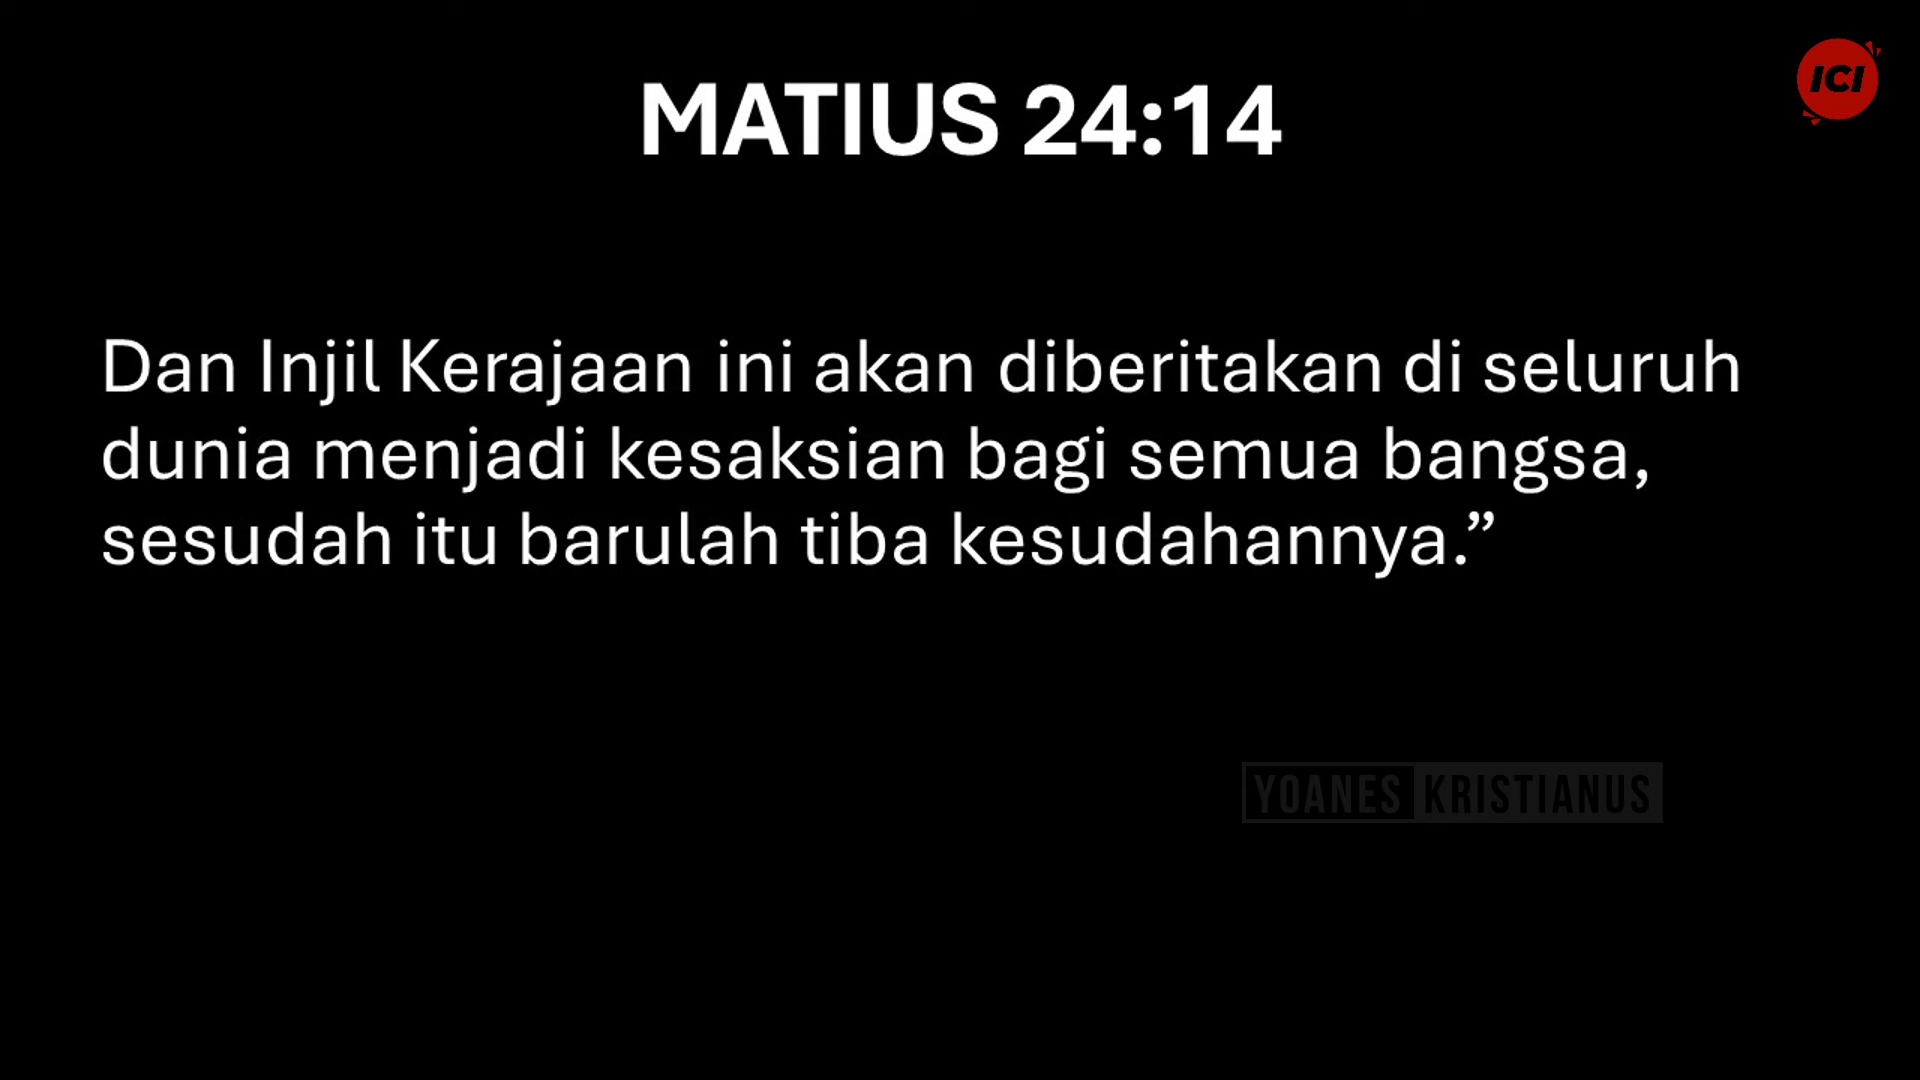 ICI
MATIUS 24:14
Dan Injil Kerajaan ini akan diberitakan di seluruh
dunia menjadi kesaksian bagi semua bangsa,
sesudah itu barulah tiba kesudahannya.”
YOANES KRISTIANUS